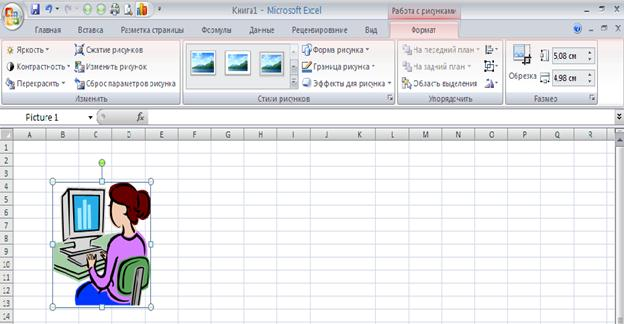 Книга1 - Microsoft Excel
Работа с рисунками
Главная Вставка Разметка страницы Формулы Данные Рецензирование Вид Формат
Яркость Сжатие рисунков Форма рисунка На передний план 5.08 см
Контрастность Изменить рисунок Граница рисунка На задний план Обрезка 4.98 см
Перекрасить Сброс параметров рисунка Эффекты для рисунка Область выделения
Изменить Стили рисунков Упорядочить Размер
Picture 1 fx
A B C D E F G H I J K L M N O P Q R
1
2
3
4
5
6
7
8
9
10
11
12
13
14